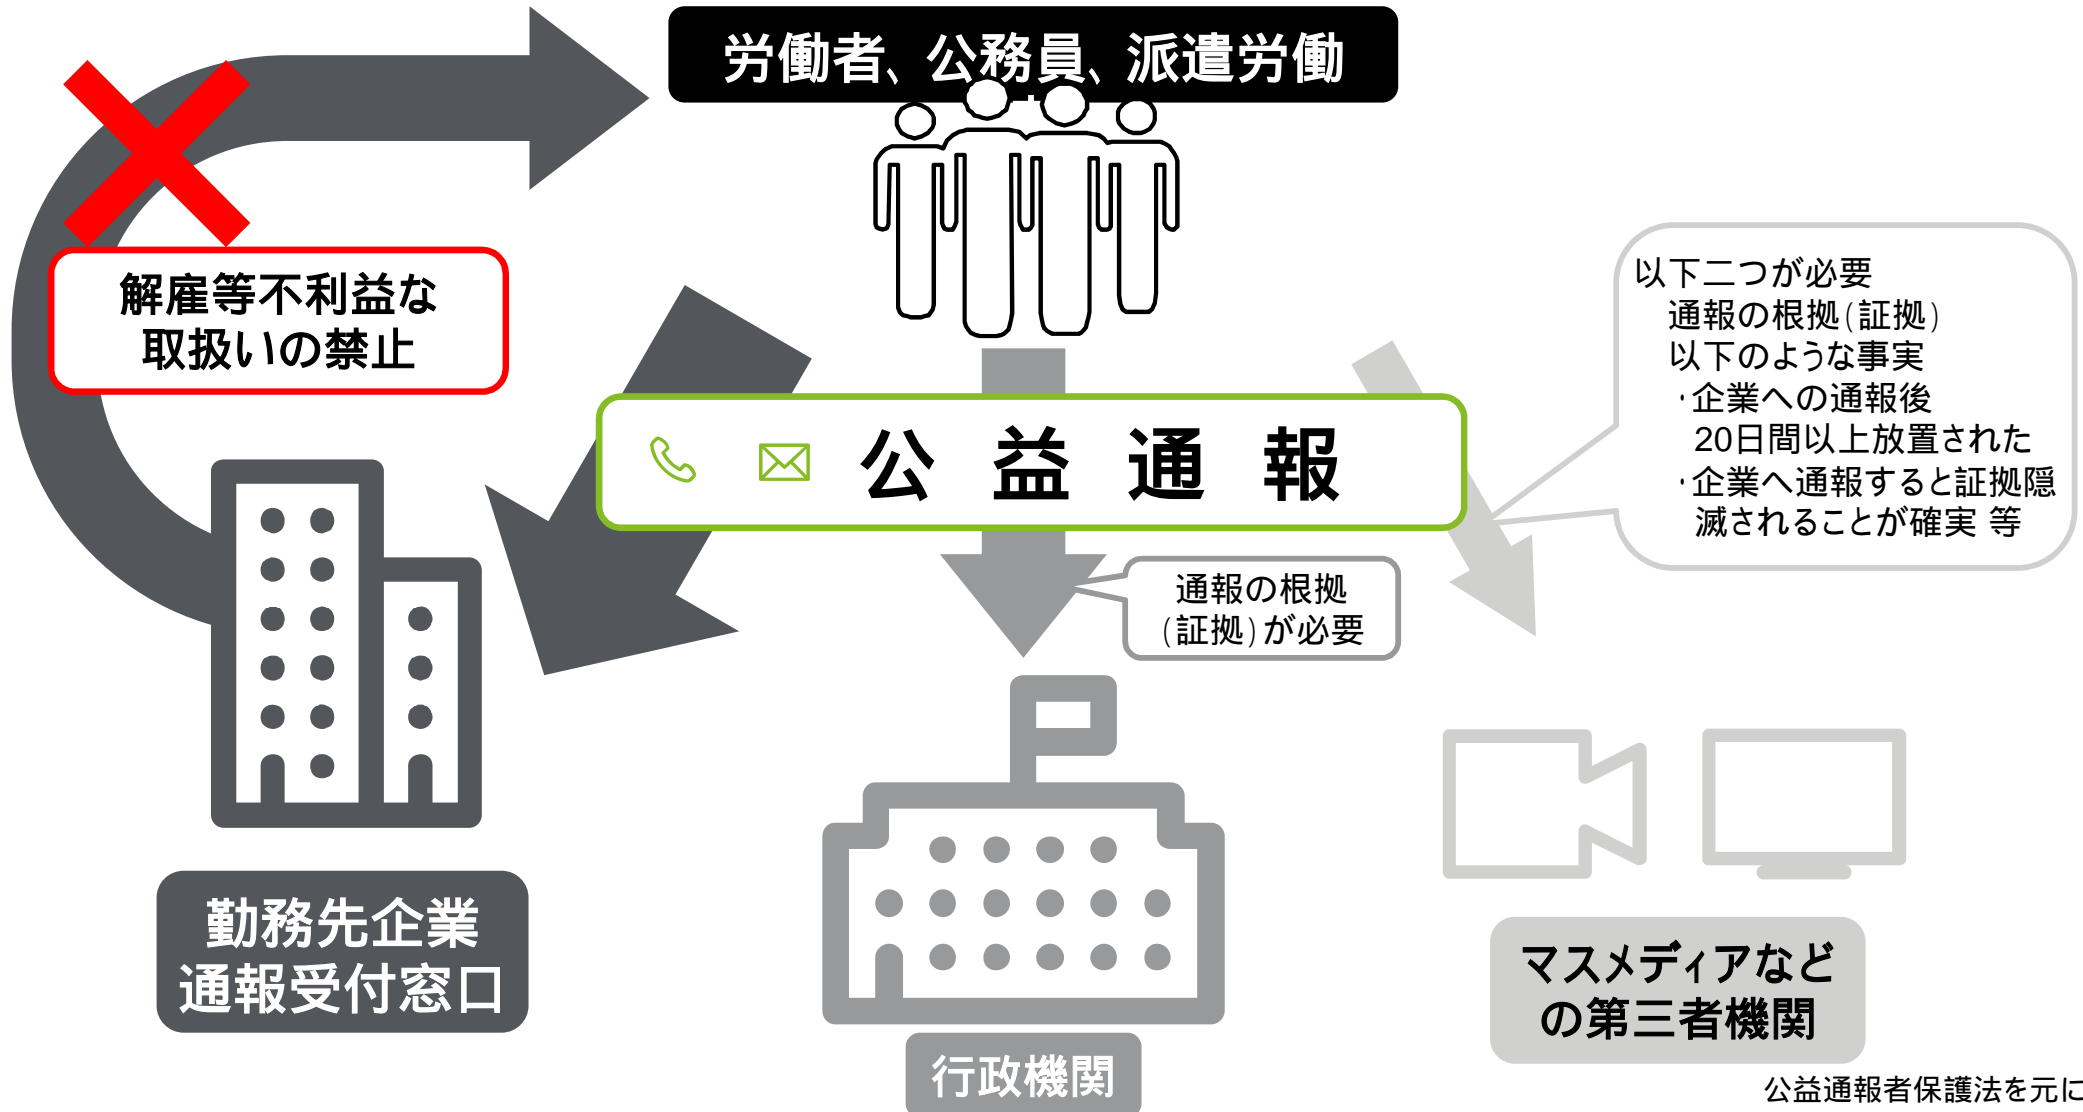 労働者、公務員、派遣労働
解雇等不利益な
取扱いの禁止
公益通報
以下二つが必要
通報の根拠(証拠)
以下のような事実
・企業への通報後
20日間以上放置された
・企業へ通報すると証拠隠
滅されることが確実 等
通報の根拠
(証拠)が必要
勤務先企業
通報受付窓口
行政機関
マスメディアなど
の第三者機関
公益通報者保護法を元に